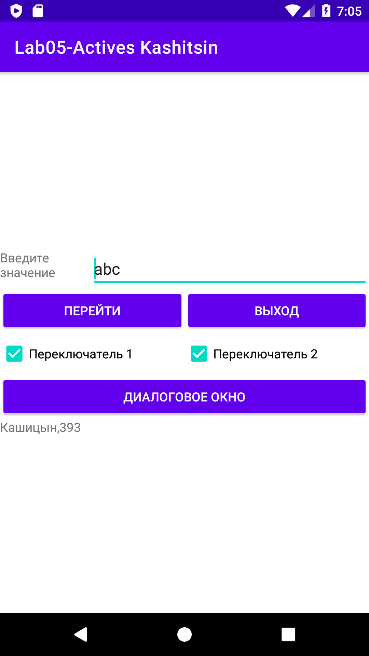 7:05
Lab05-Actives Kashitsin
Введите
значение
abc
ПЕРЕЙТИ
ВЫХОД
Переключатель 1
Переключатель 2
ДИАЛОГОВОЕ ОКНО
Кашицын,393